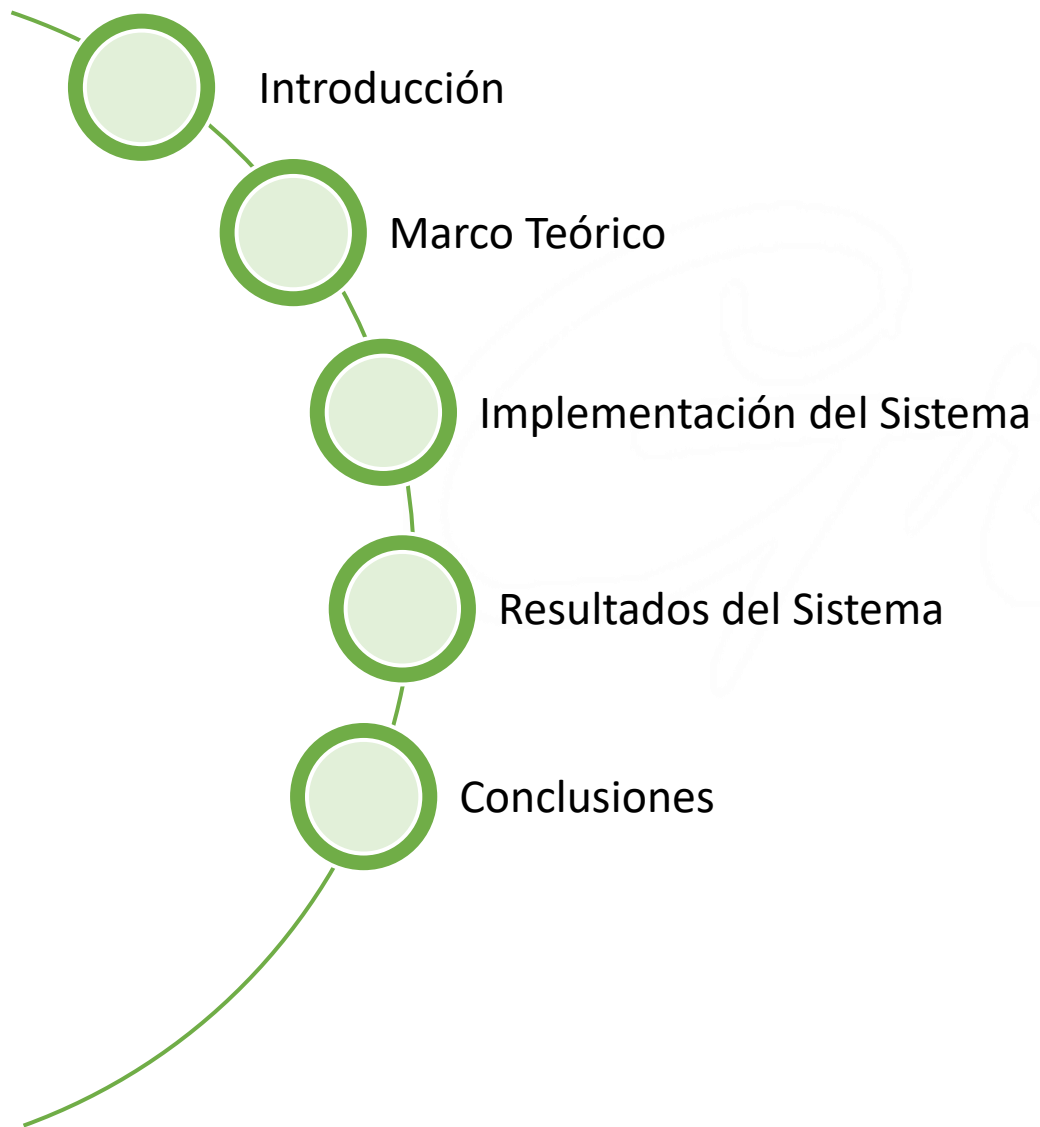 Introducción
Marco Teórico
Implementación del Sistema
Resultados del Sistema
Conclusiones